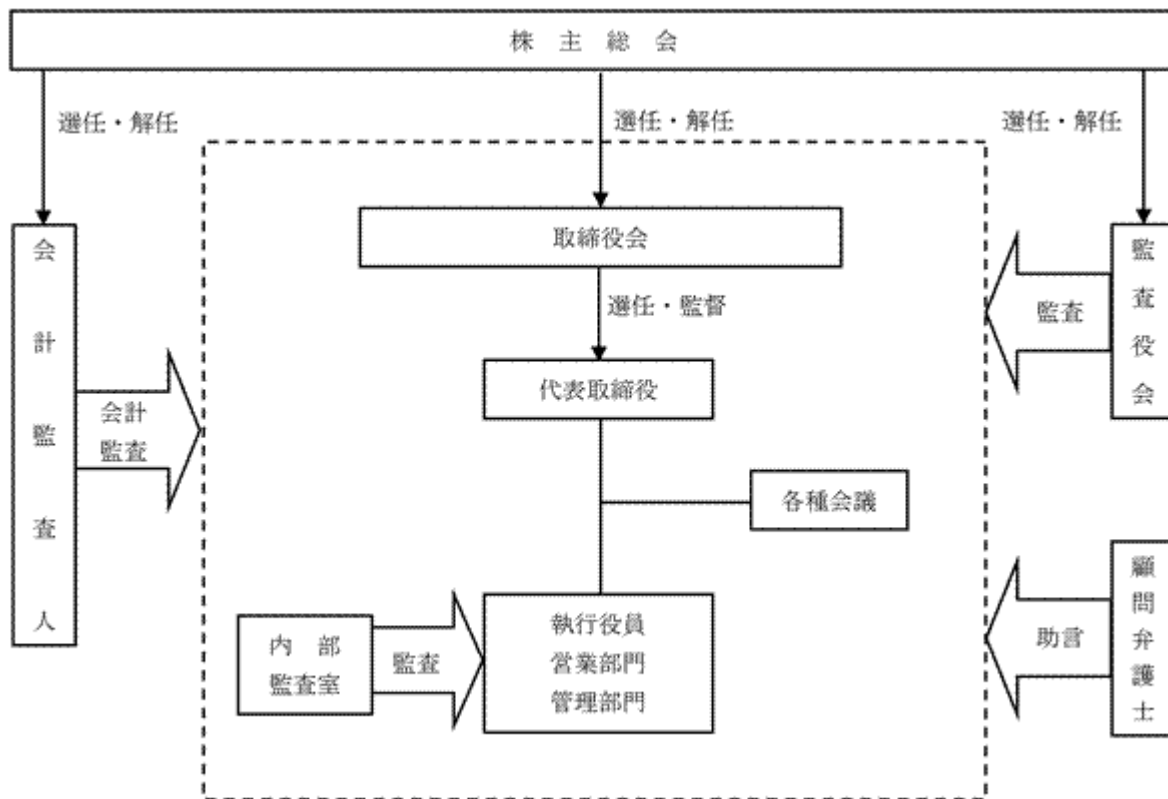 株主総会
選任・解任
選任・解任
選任・解任
取締役会
会計監査人
監査役会
選任・監督
監査
代表取締役
会計
監査
各種会議
顧問弁護士
執行役員
営業部門
管理部門
内部
監査室
監査
助言